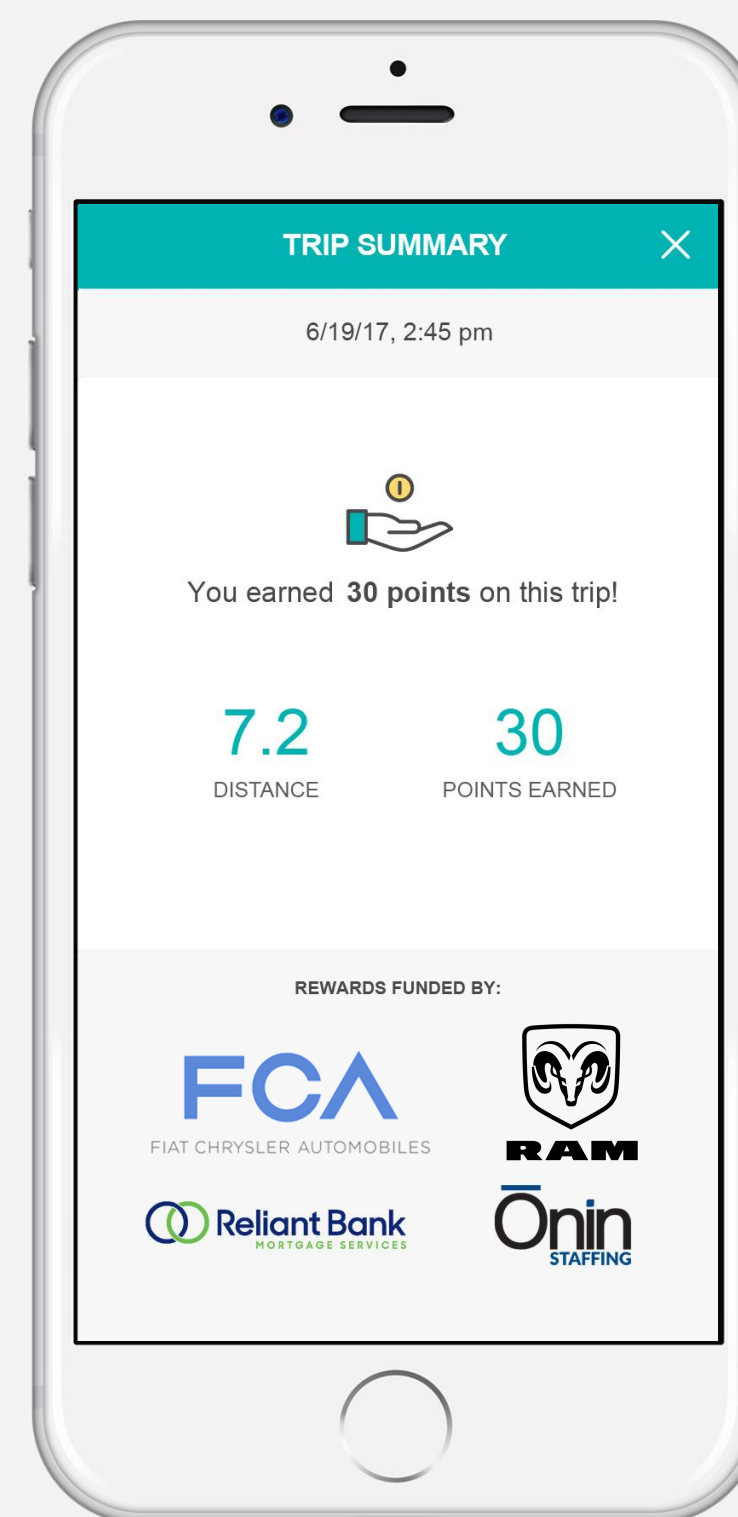 TRIP SUMMARY
6/19/17, 2:45 pm
You earned 30 points on this trip!
7.2 30
DISTANCE POINTS EARNED
REWARDS FUNDED BY:
FCA
FIAT CHRYSLER AUTOMOBILES
RAM
Reliant Bank
MORTGAGE SERVICES
Ōnin
STAFFING